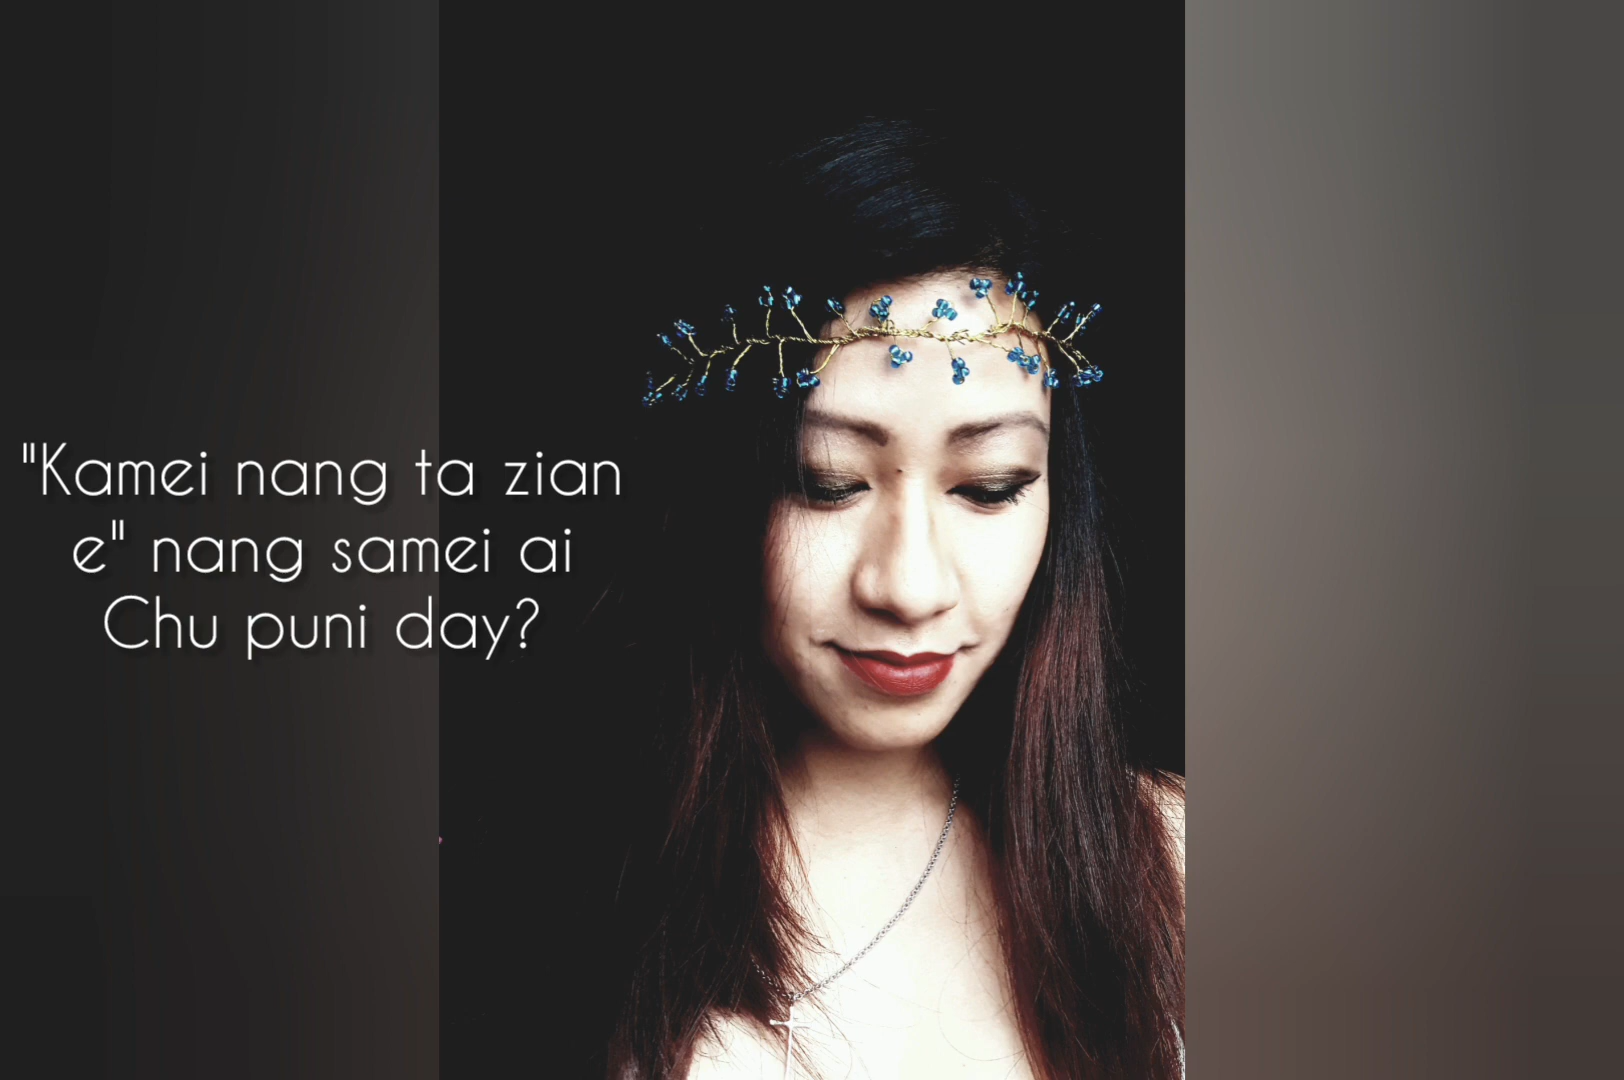 "Kamei nang ta zian
e" nang samei ai
Chu puni day?